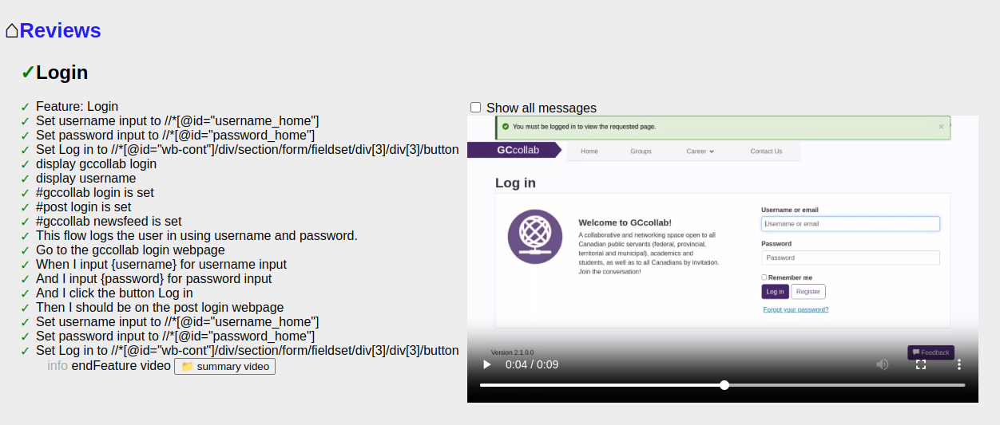 ⌂Reviews
✓Login
✓ Feature: Login
✓ Set username input to //*[@id="username_home"]
✓ Set password input to //*[@id="password_home"]
✓ Set Log in to //*[@id="wb-cont"]/div/section/form/fieldset/div[3]/div[3]/button
✓ display gccollab login
✓ display username
✓ #gccollab login is set
✓ #post login is set
✓ #gccollab newsfeed is set
✓ This flow logs the user in using username and password.
✓ Go to the gccollab login webpage
✓ When I input {username} for username input
✓ And I input {password} for password input
✓ And I click the button Log in
✓ Then I should be on the post login webpage
✓ Set username input to //*[@id="username_home"]
✓ Set password input to //*[@id="password_home"]
✓ Set Log in to //*[@id="wb-cont"]/div/section/form/fieldset/div[3]/div[3]/button
info endFeature video 📁 summary video
Show all messages
You must be logged in to view the requested page. ×
GCcollab
Home Groups Career Contact Us
Log in
Welcome to GCcollab!
A collaborative and networking space open to all
Canadian public servants (federal, provincial,
territorial and municipal), academics and
students, as well as to all Canadians by invitation.
Join the conversation!
Username or email
Username or email
Password
Password
Remember me
Log in Register
Forgot your password?
Version 2.1.0.0
Feedback
0:04 / 0:09